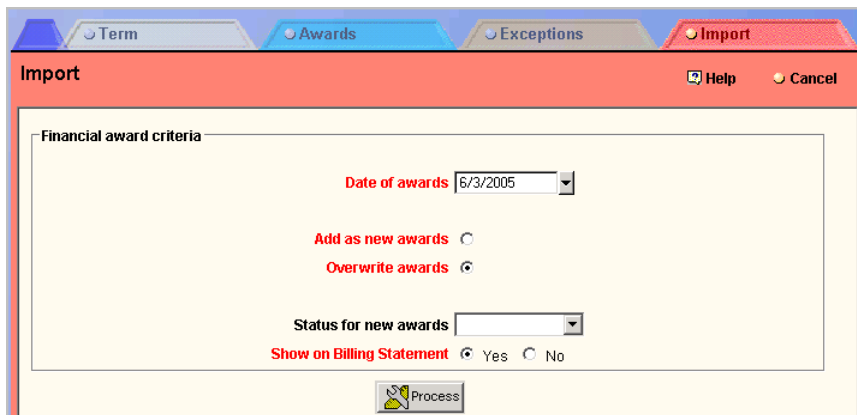 Term Awards Exceptions Import
Import Help Cancel
Financial award criteria
Date of awards 6/3/2005
Add as new awards
Overwrite awards
Status for new awards
Show on Billing Statement Yes No
Process